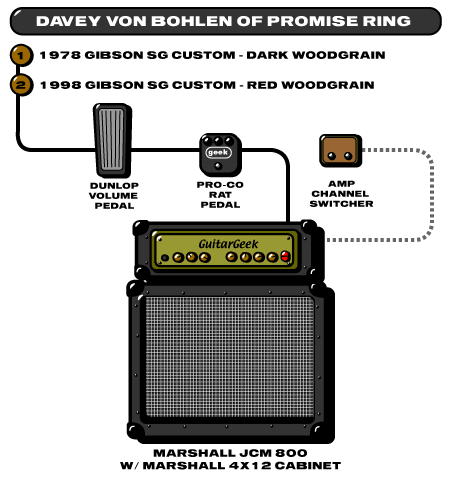 DAVEY VON BOHLEN OF PROMISE RING
1 1978 GIBSON SG CUSTOM - DARK WOODGRAIN
2 1998 GIBSON SG CUSTOM - RED WOODGRAIN
geek
DUNLOP
VOLUME
PEDAL
PRO-CO
RAT
PEDAL
AMP
CHANNEL
SWITCHER
GuitarGeek
MARSHALL JCM 800
W/ MARSHALL 4X12 CABINET